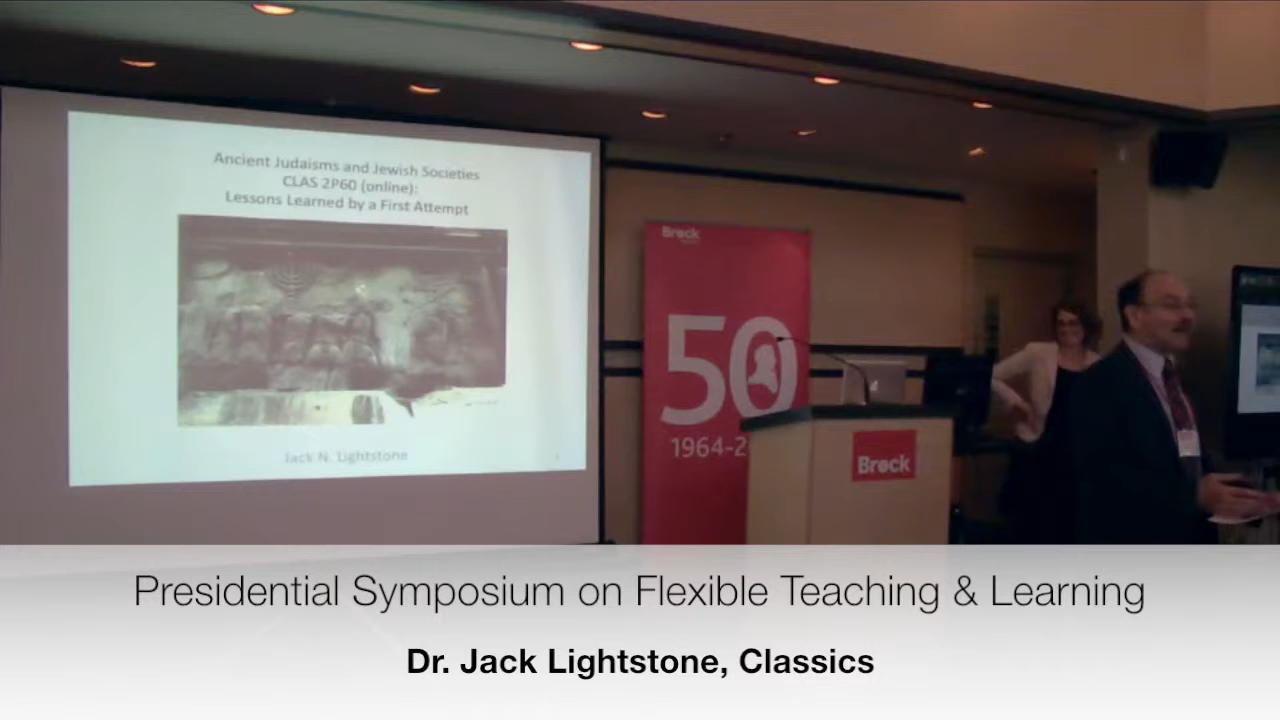 Ancient Judaisms and Jewish Societies
CLAS 2P60 (online):
Lessons Learned by a First Attempt
Jack N. Lightstone
Brock
50
1964-2
Brock
Presidential Symposium on Flexible Teaching & Learning
Dr. Jack Lightstone, Classics